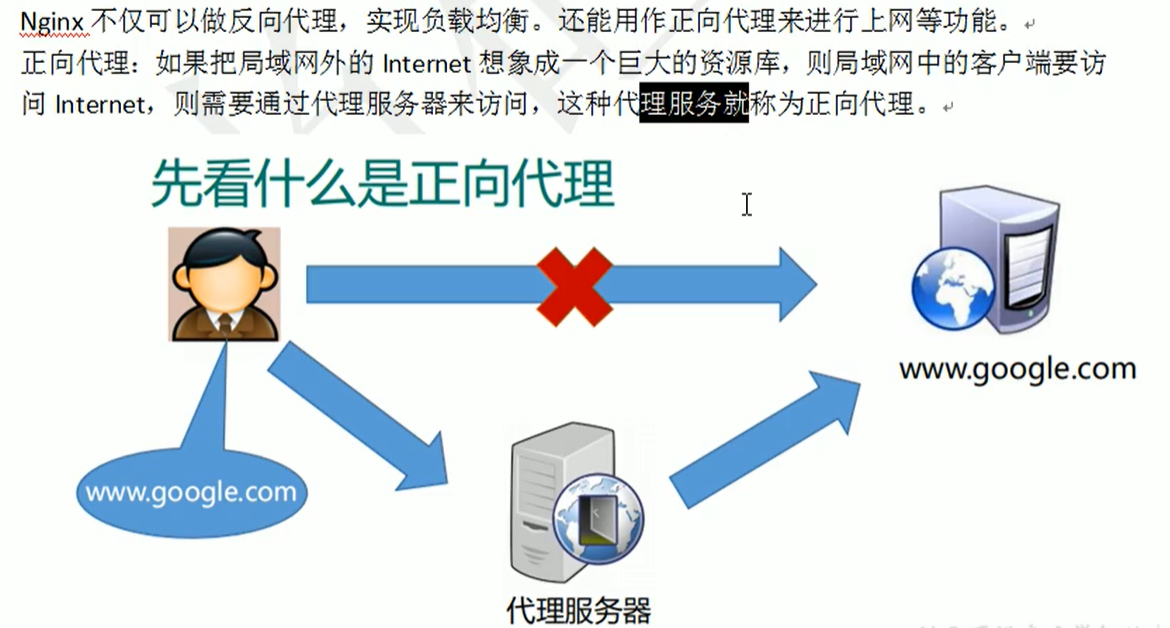 Nginx 不仅可以做反向代理，实现负载均衡。还能用作正向代理来进行上网等功能。
正向代理：如果把局域网外的 Internet 想象成一个巨大的资源库，则局域网中的客户端要访
问 Internet，则需要通过代理服务器来访问，这种代理服务就称为正向代理。
先看什么是正向代理
www.google.com
www.google.com
代理服务器